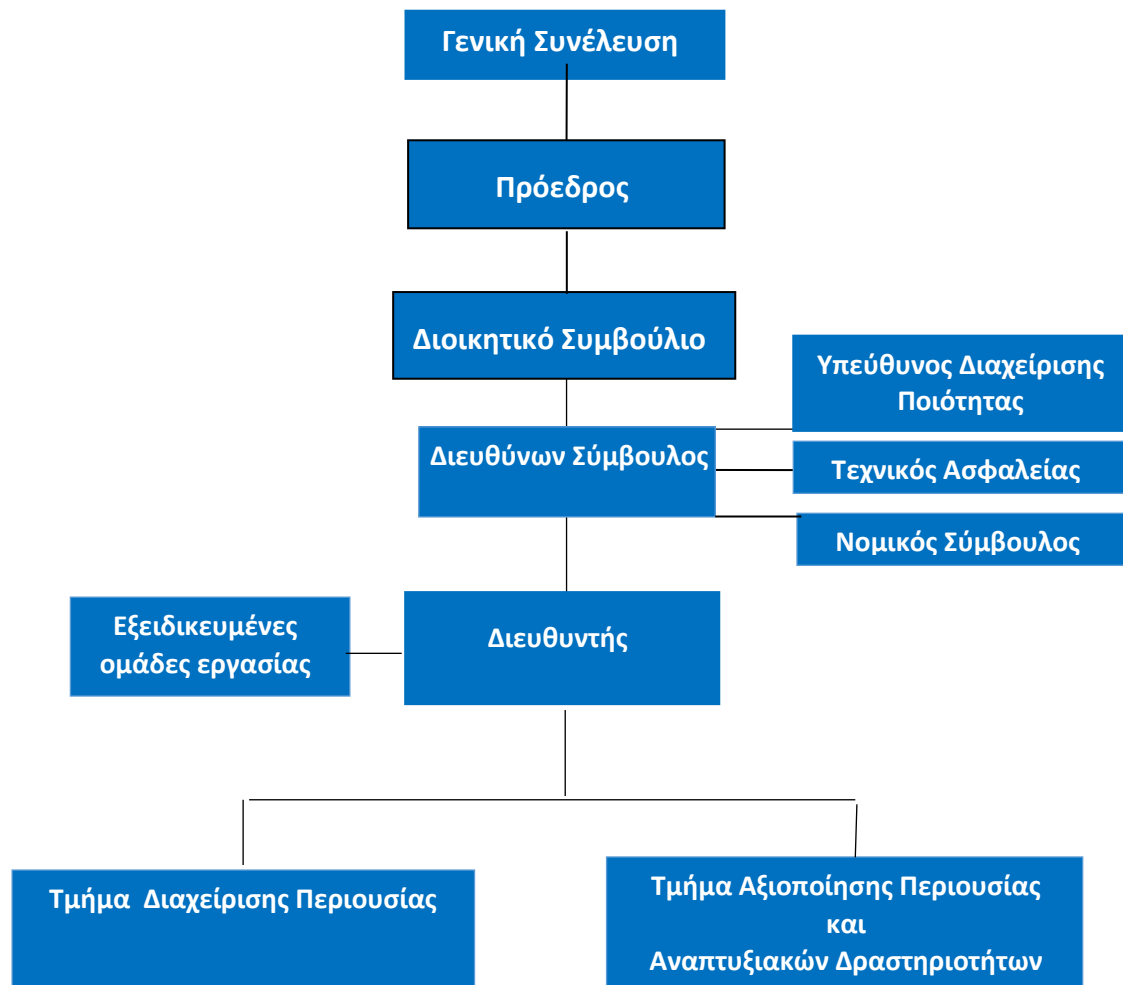 Γενική Συνέλευση
Πρόεδρος
Διοικητικό Συμβούλιο
Υπεύθυνος Διαχείρισης
Ποιότητας
Διευθύνων Σύμβουλος
Τεχνικός Ασφαλείας
Νομικός Σύμβουλος
Εξειδικευμένες
ομάδες εργασίας
Διευθυντής
Τμήμα Διαχείρισης Περιουσίας
Τμήμα Αξιοποίησης Περιουσίας
και
Αναπτυξιακών Δραστηριοτήτων